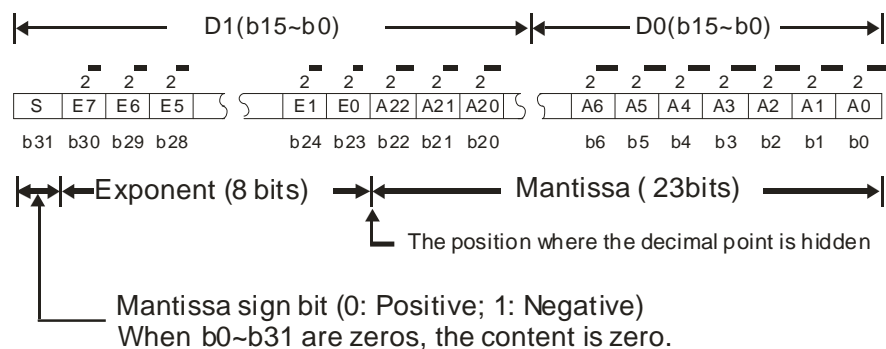 D1(b15~b0) D0(b15~b0)
2 2 2 2 2 2 2 2 2 2 2 2 2 2 2
S E7 E6 E5 E1 E0 A22 A21 A20 A6 A5 A4 A3 A2 A1 A0
b31 b30 b29 b28 b24 b23 b22 b21 b20 b6 b5 b4 b3 b2 b1 b0
Exponent (8 bits) Mantissa ( 23bits)
The position where the decimal point is hidden
Mantissa sign bit (0: Positive; 1: Negative)
When b0~b31 are zeros, the content is zero.